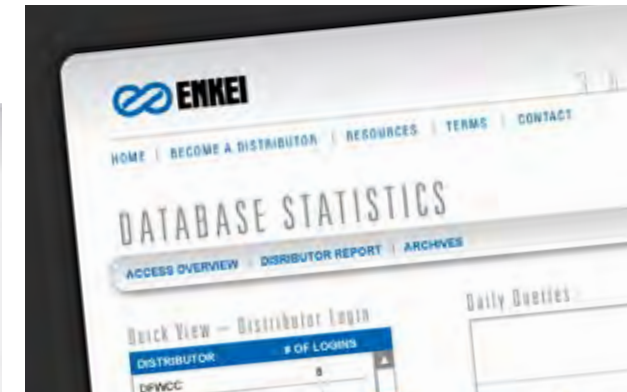 ENKEI
HOME | BECOME A DISTRIBUTOR | RESOURCES | TERMS | CONTACT
DATABASE STATISTICS
ACCESS OVERVIEW | DISRIBUTOR REPORT | ARCHIVES
Quick View – Distributor Login
Daily Queries
DISTRIBUTOR # OF LOGINS
DFWCC 8